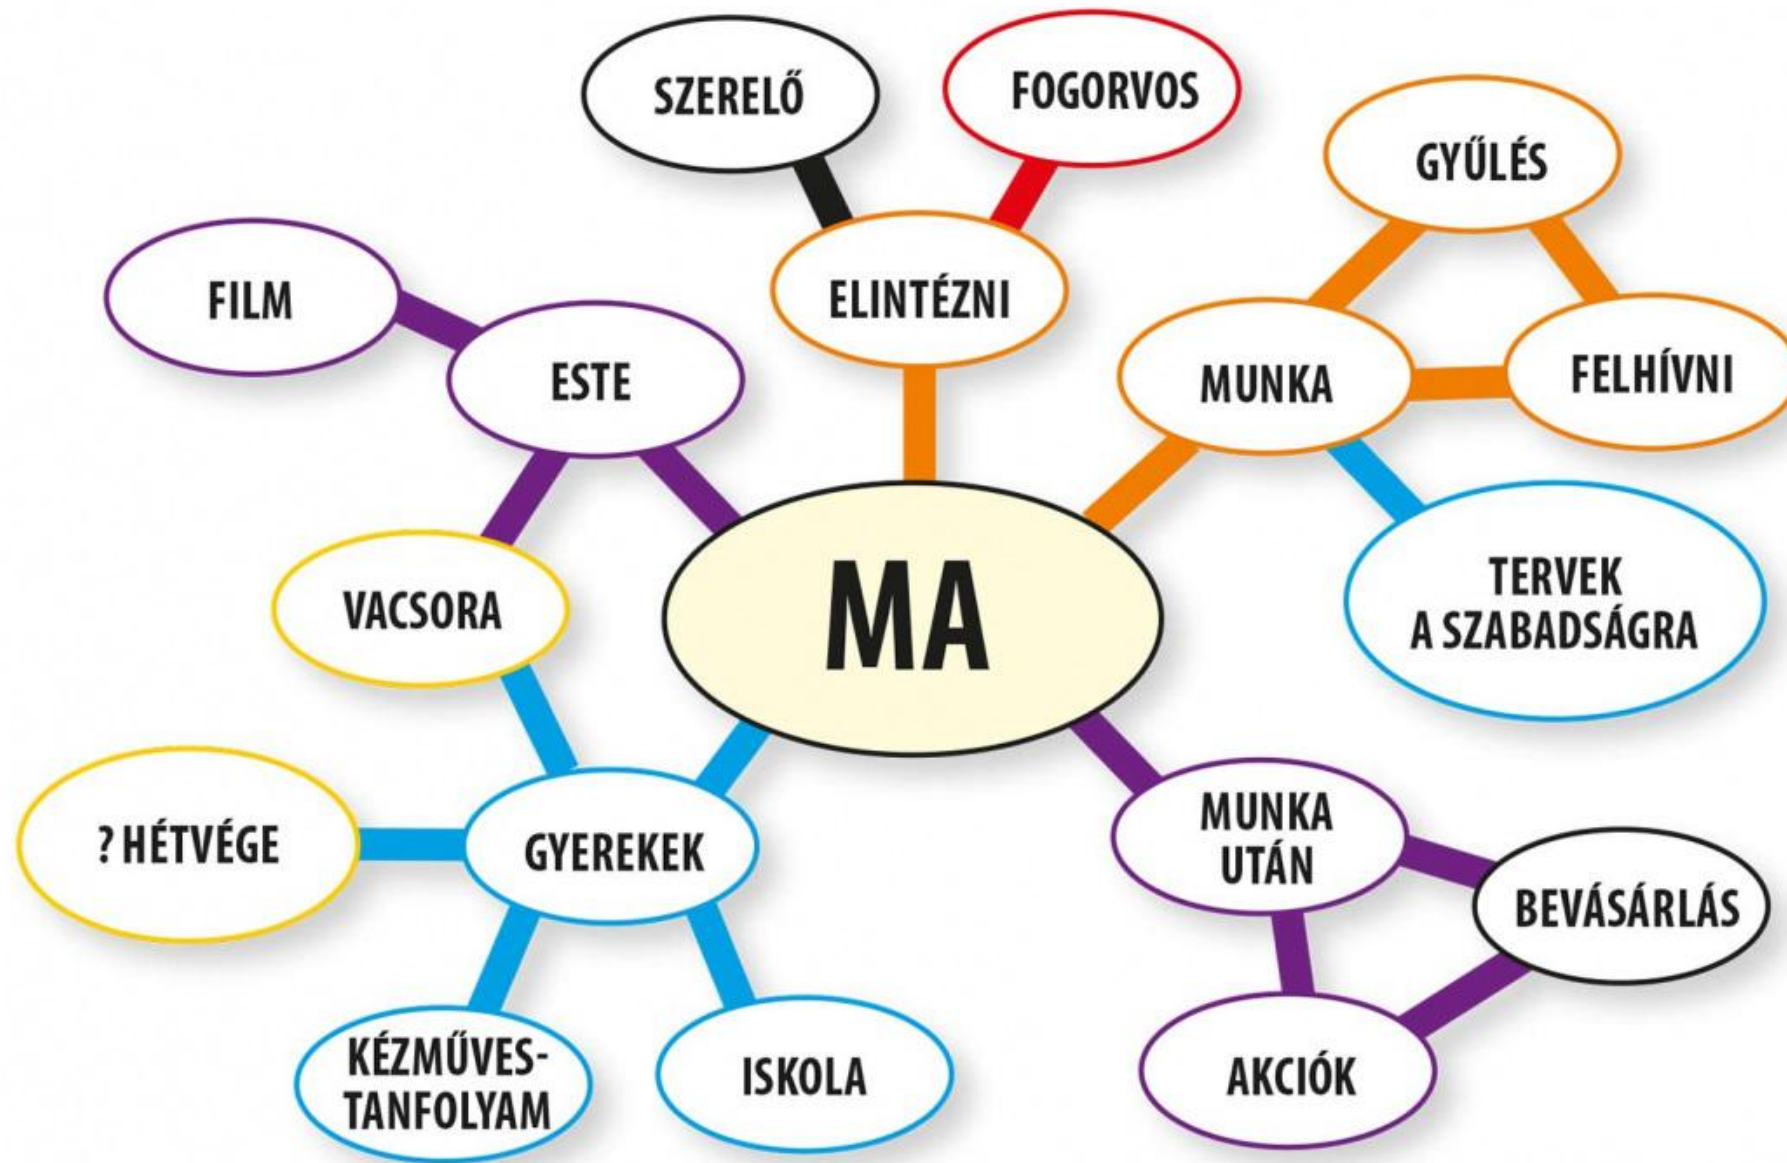 SZERELŐ
FOGORVOS
GYŰLÉS
FILM
ELINTÉZNI
ESTE
MUNKA
FELHÍVNI
VACSORA
MA
TERVEK
A SZABADSÁGRA
? HÉTVÉGE
GYEREKEK
MUNKA
UTÁN
BEVÁSÁRLÁS
KÉZMŰVES-
TANFOLYAM
ISKOLA
AKCIÓK